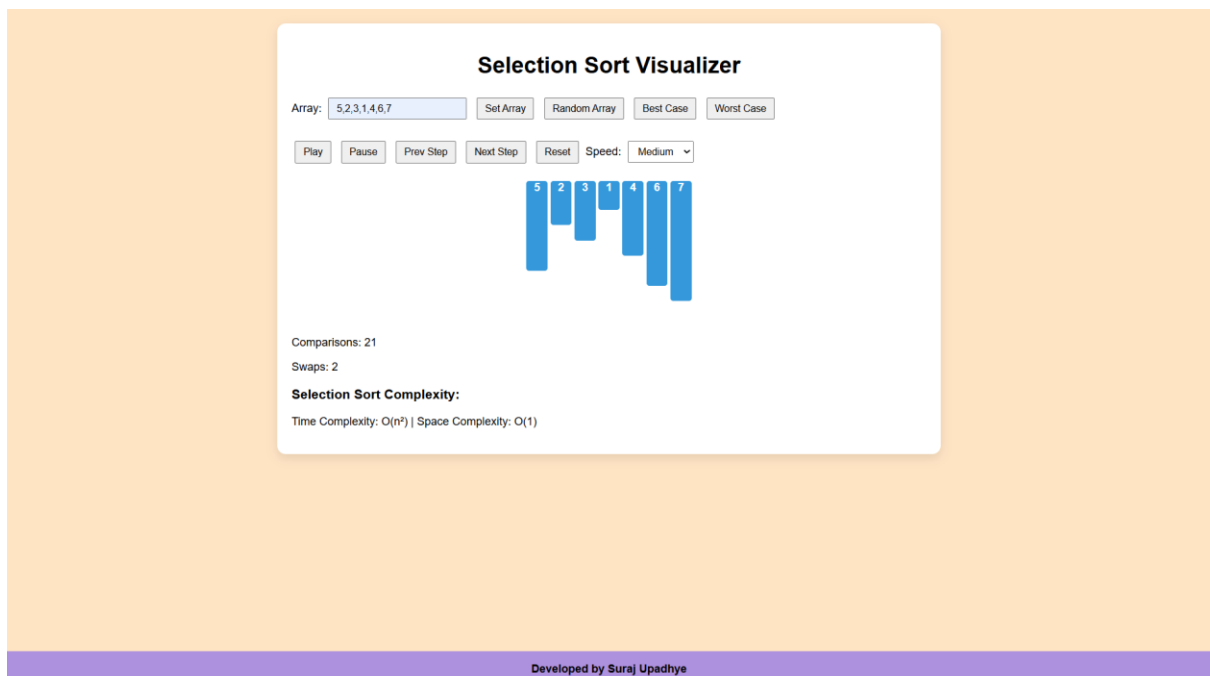 Selection Sort Visualizer
Array: 5,2,3,1,4,6,7 Set Array Random Array Best Case Worst Case
Play Pause Prev Step Next Step Reset Speed: Medium
5 2 3 1 4 6 7
Comparisons: 21
Swaps: 2
Selection Sort Complexity:
Time Complexity: O(n²) | Space Complexity: O(1)
Developed by Suraj Upadhye